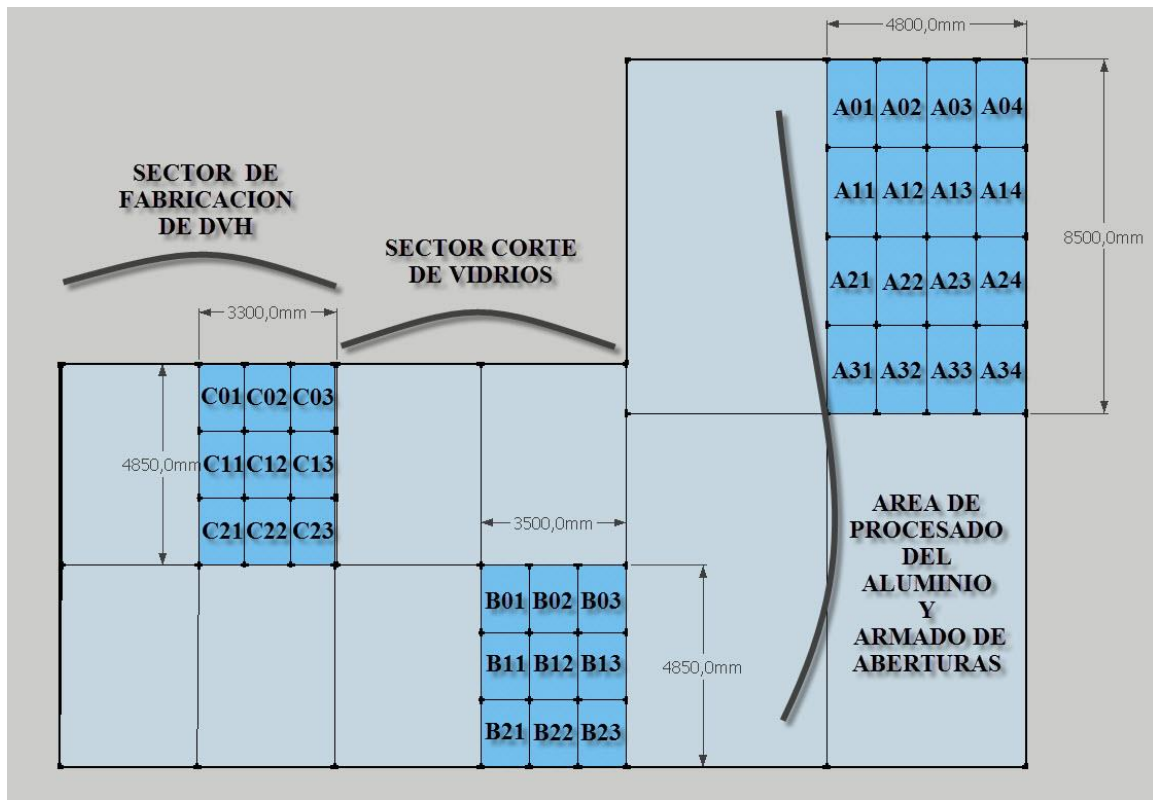 4800,0mm
A01 A02 A03 A04
SECTOR DE
FABRICACION
DE DVH
A11 A12 A13 A14
SECTOR CORTE
DE VIDRIOS
8500,0mm
A21 A22 A23 A24
3300,0mm
A31 A32 A33 A34
C01 C02 C03
4850,0mm
C11 C12 C13
C21 C22 C23
3500,0mm
AREA DE
PROCESADO
DEL
ALUMINIO
Y
ARMADO DE
ABERTURAS
B01 B02 B03
B11 B12 B13
4850,0mm
B21 B22 B23